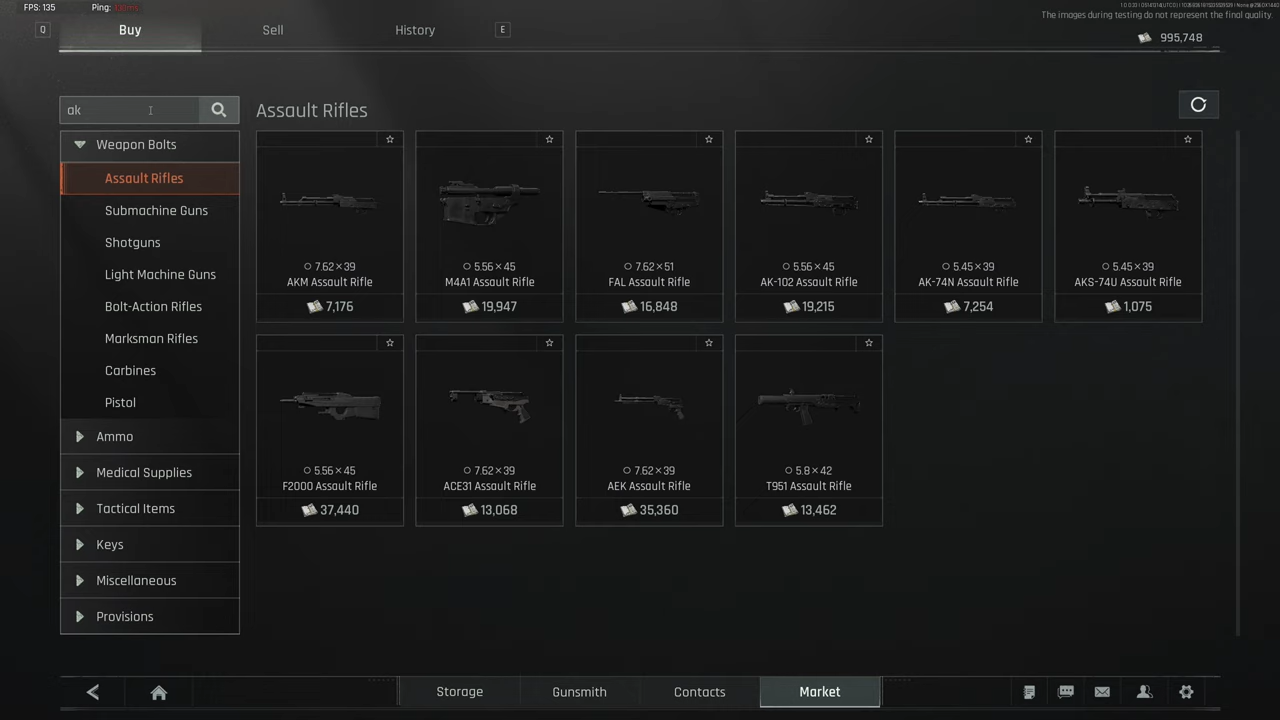 FPS: 135
Ping:
The images during testing do not represent the final quality.
Q
Buy
Sell
History
E
995,748
ak
Assault Rifles
Weapon Bolts
Assault Rifles
Submachine Guns
Shotguns
Light Machine Guns
Bolt-Action Rifles
Marksman Rifles
Carbines
Pistol
Ammo
Medical Supplies
Tactical Items
Keys
Miscellaneous
Provisions
7.62×39
AKM Assault Rifle
7,176
5.56×45
M4A1 Assault Rifle
19,947
7.62×51
FAL Assault Rifle
16,848
5.56×45
AK-102 Assault Rifle
19,215
5.45×39
AK-74N Assault Rifle
7,254
5.45×39
AKS-74U Assault Rifle
1,075
5.56×45
F2000 Assault Rifle
37,440
7.62×39
ACE31 Assault Rifle
13,068
7.62×39
AEK Assault Rifle
35,360
5.8×42
T951 Assault Rifle
13,462
Storage
Gunsmith
Contacts
Market